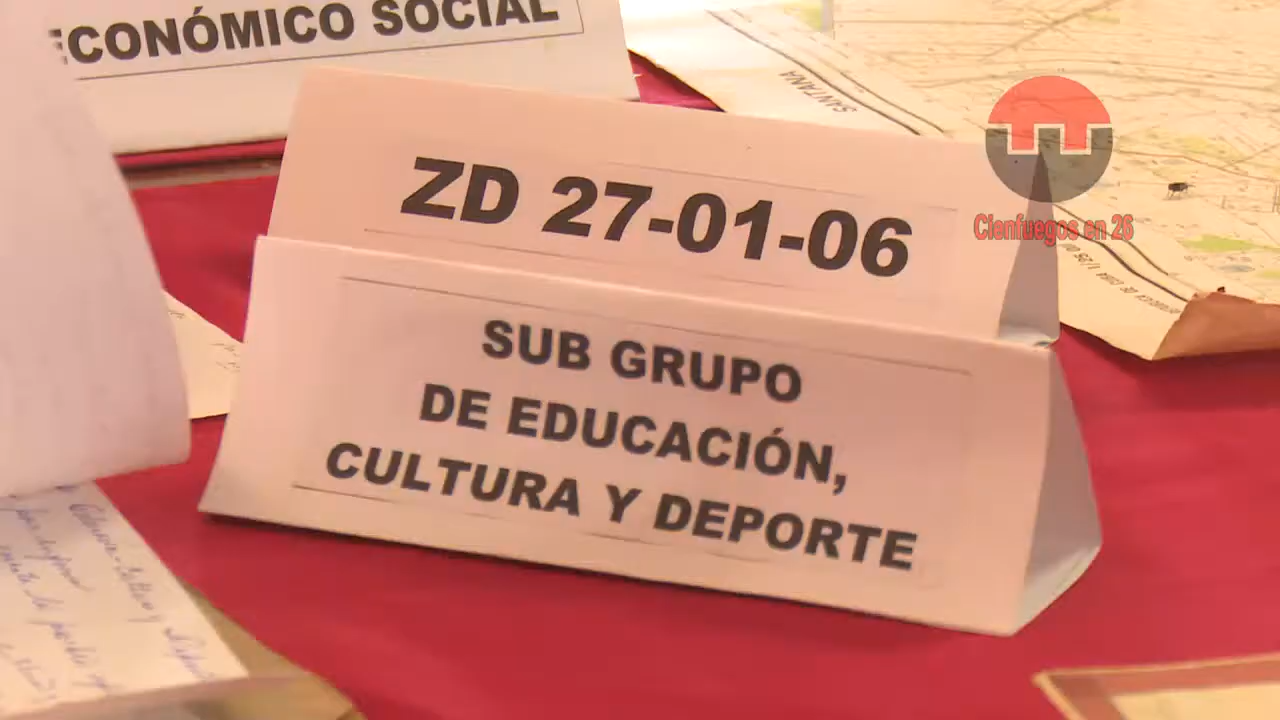 ECONÓMICO SOCIAL
SANTANA
ZD 27-01-06
Cienfuegos en 26
SUB GRUPO
DE EDUCACIÓN,
CULTURA Y DEPORTE